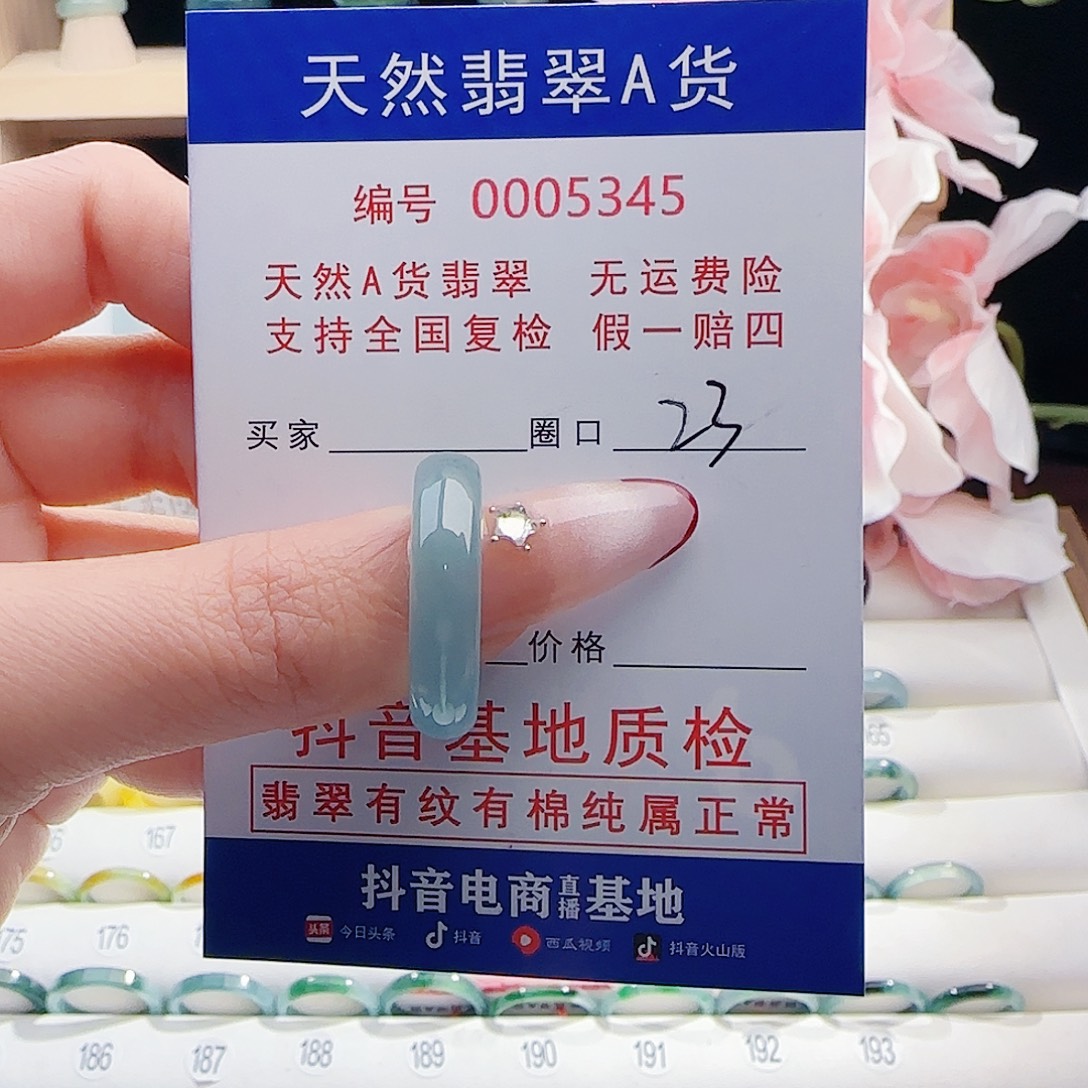 天然翡翠A货
编号 0005345
天然A货翡翠 无运费险
支持全国复检 假一赔四
买家 圈口 23
价格
抖音基地质检
翡翠有纹有棉纯属正常
抖音电商直播基地
头条 今日头条 抖音 西瓜视频 抖音火山版
65
167
175 176
186 187 188 189 190 191 192 193